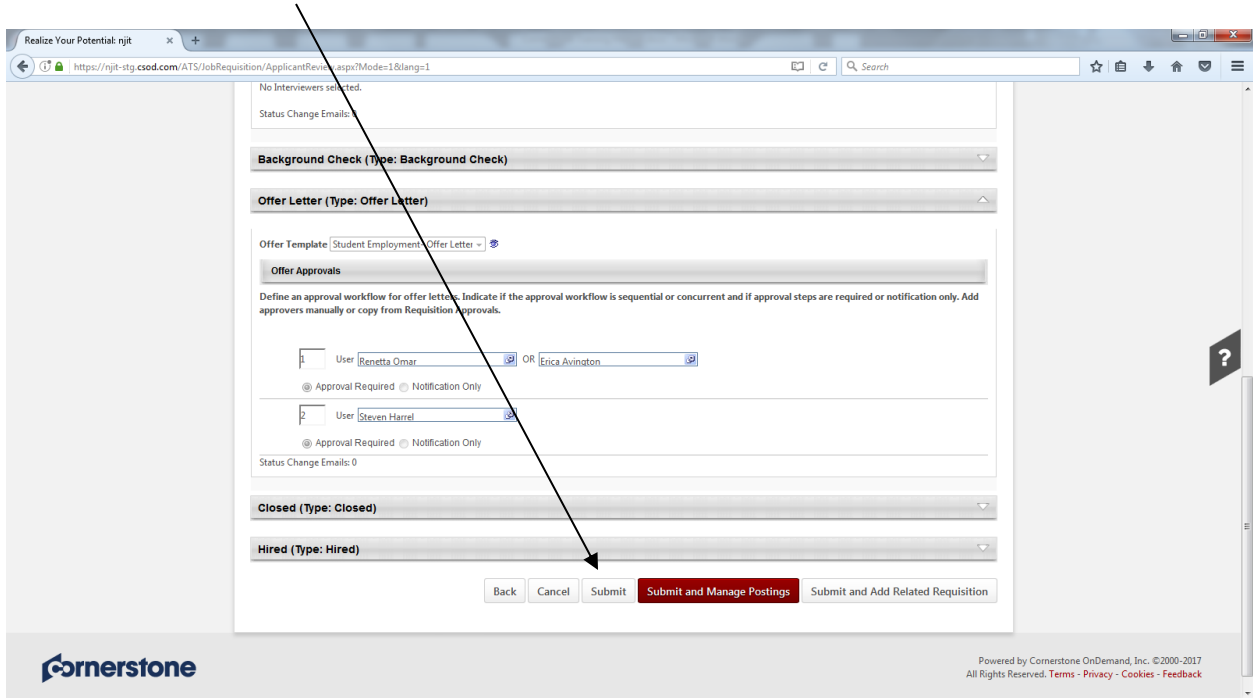 Realize Your Potential: njit × +
https://njit-stg.csod.com/ATS/JobRequisition/ApplicantReview.aspx?Mode=1&lang=1 Search
No Interviewers selected.
Status Change Emails: 0
Background Check (Type: Background Check)
Offer Letter (Type: Offer Letter)
Offer Template Student Employment- Offer Letter
Offer Approvals
Define an approval workflow for offer letters. Indicate if the approval workflow is sequential or concurrent and if approval steps are required or notification only. Add
approvers manually or copy from Requisition Approvals.
1 User Renetta Omar OR Erica Avington
Approval Required Notification Only
2 User Steven Harrel
Approval Required Notification Only
Status Change Emails: 0
Closed (Type: Closed)
Hired (Type: Hired)
Back Cancel Submit Submit and Manage Postings Submit and Add Related Requisition
?
Cornerstone
Powered by Cornerstone OnDemand, Inc. ©2000-2017
All Rights Reserved. Terms - Privacy - Cookies - Feedback